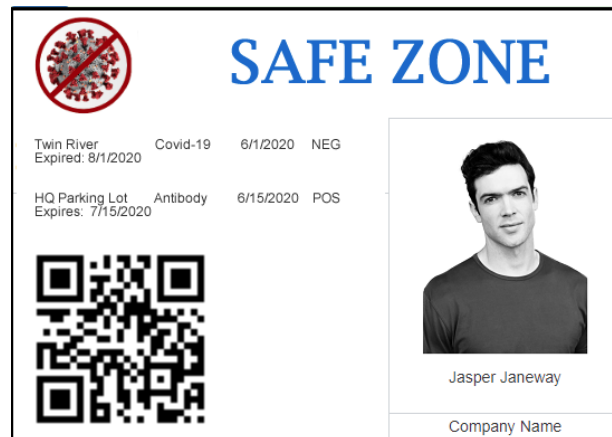 SAFE ZONE
Twin River Covid-19 6/1/2020 NEG
Expired: 8/1/2020
HQ Parking Lot Antibody 6/15/2020 POS
Expires: 7/15/2020
Jasper Janeway
Company Name